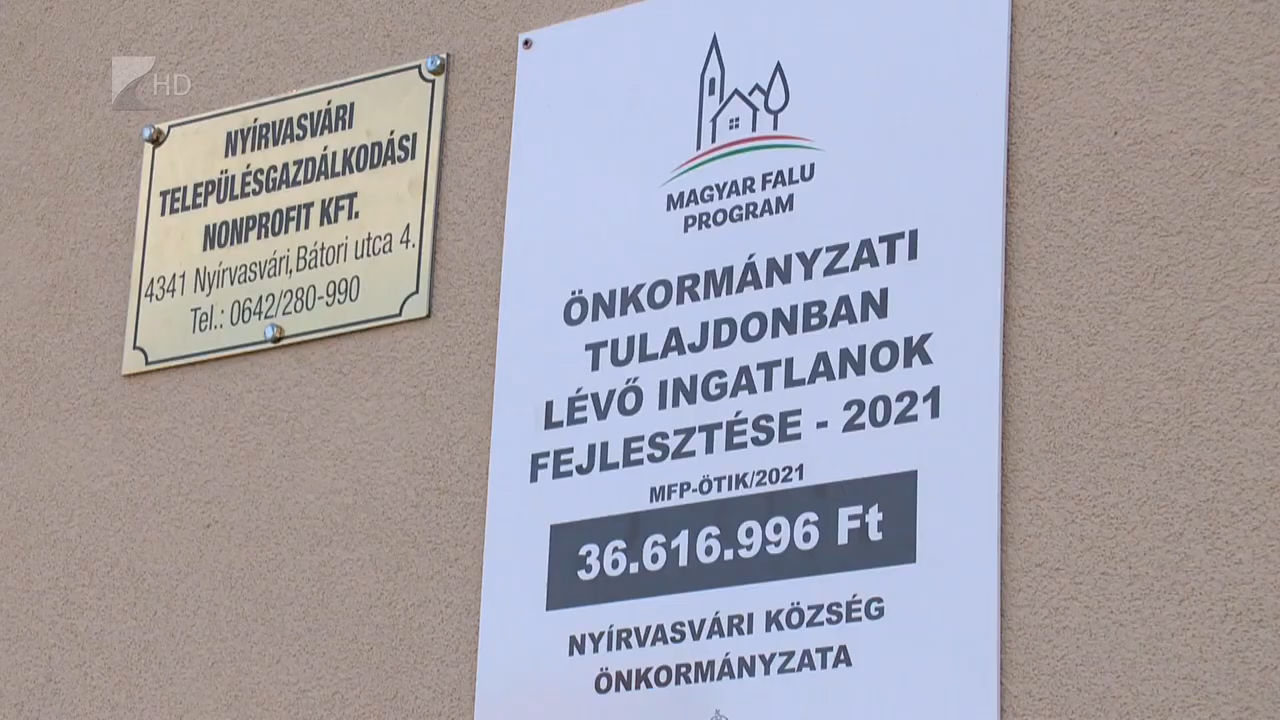 HD
NYÍRVASVÁRI
TELEPÜLÉSGAZDÁLKODÁSI
NONPROFIT KFT.
4341 Nyírvasvári, Bátori utca 4.
Tel.: 0642/280-990
MAGYAR FALU
PROGRAM
ÖNKORMÁNYZATI
TULAJDONBAN
LÉVŐ INGATLANOK
FEJLESZTÉSE - 2021
MFP-ÖTIK/2021
36.616.996 Ft
NYÍRVASVÁRI KÖZSÉG
ÖNKORMÁNYZATA